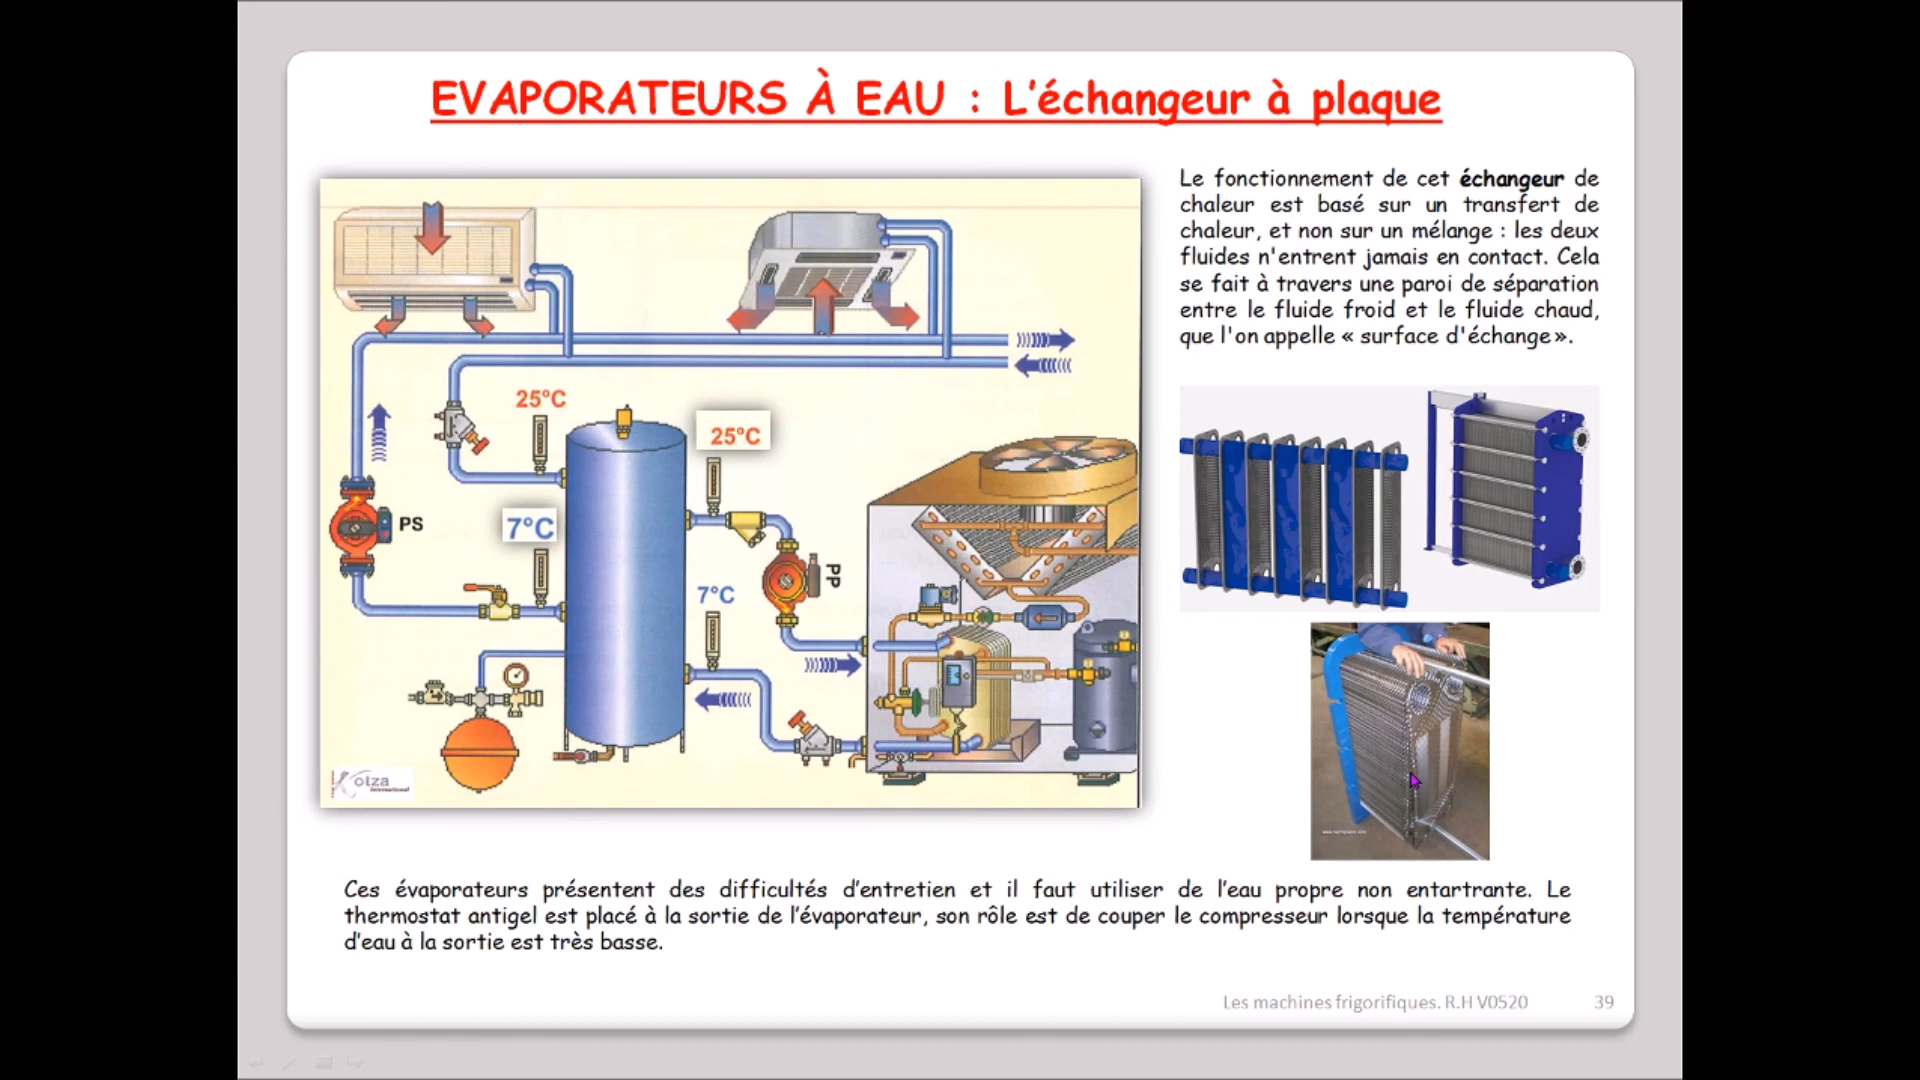 EVAPORATEURS À EAU : L'échangeur à plaque
Le fonctionnement de cet échangeur de
chaleur est basé sur un transfert de
chaleur, et non sur un mélange : les deux
fluides n'entrent jamais en contact. Cela
se fait à travers une paroi de séparation
entre le fluide froid et le fluide chaud,
que l'on appelle « surface d'échange ».
25°C
25°C
PS
7°C
PP
7°C
Kotza
International
Ces évaporateurs présentent des difficultés d'entretien et il faut utiliser de l'eau propre non entartrante. Le
thermostat antigel est placé à la sortie de l'évaporateur, son rôle est de couper le compresseur lorsque la température
d'eau à la sortie est très basse.
Les machines frigorifiques. R.H V0520
39